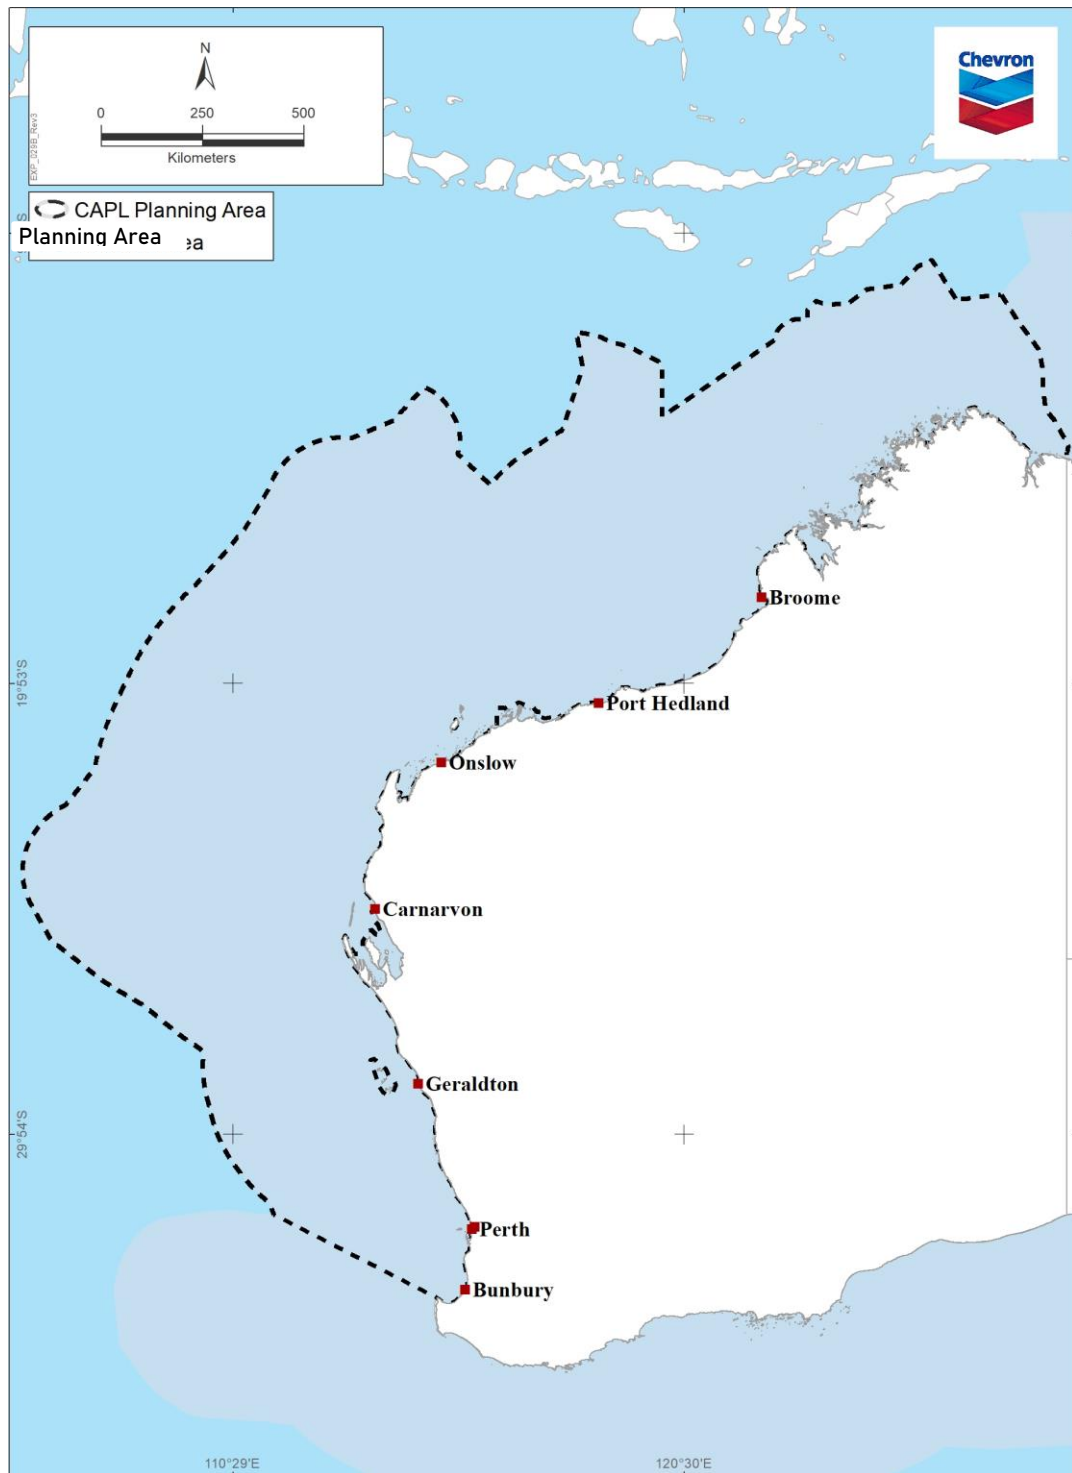 N
Chevron
0 250 500
Kilometers
EXP_029B_Rev3
CAPL Planning Area
Planning Area
ea
Broome
19°53'S
Port Hedland
Onslow
Carnarvon
Geraldton
29°54'S
Perth
Bunbury
110°29'E 120°30'E